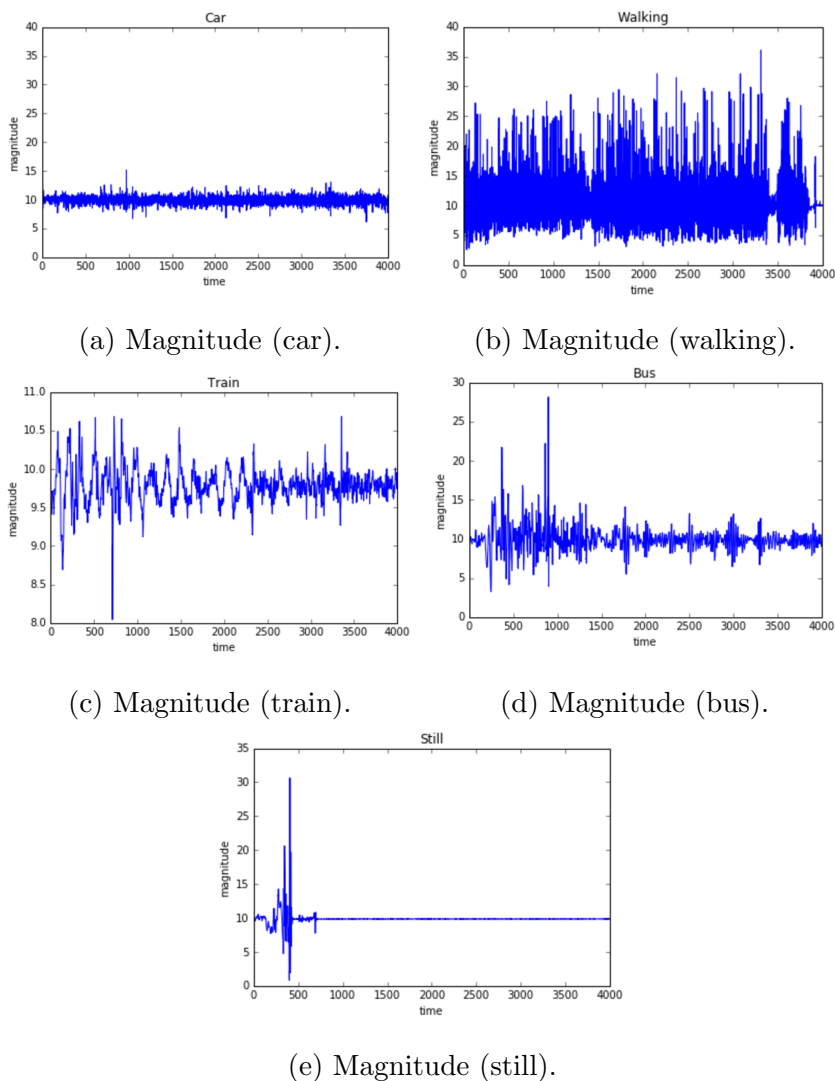 Car
40
35
30
25
20
15
10
5
0
magnitude
0 500 1000 1500 2000 2500 3000 3500 4000
time
(a) Magnitude (car).
Walking
40
35
30
25
20
15
10
5
0
magnitude
0 500 1000 1500 2000 2500 3000 3500 4000
time
(b) Magnitude (walking).
Train
11.0
10.5
10.0
9.5
9.0
8.5
8.0
magnitude
0 500 1000 1500 2000 2500 3000 3500 4000
time
(c) Magnitude (train).
Bus
30
25
20
15
10
5
0
magnitude
0 500 1000 1500 2000 2500 3000 3500 4000
time
(d) Magnitude (bus).
Still
35
30
25
20
15
10
5
0
magnitude
0 500 1000 1500 2000 2500 3000 3500 4000
time
(e) Magnitude (still).